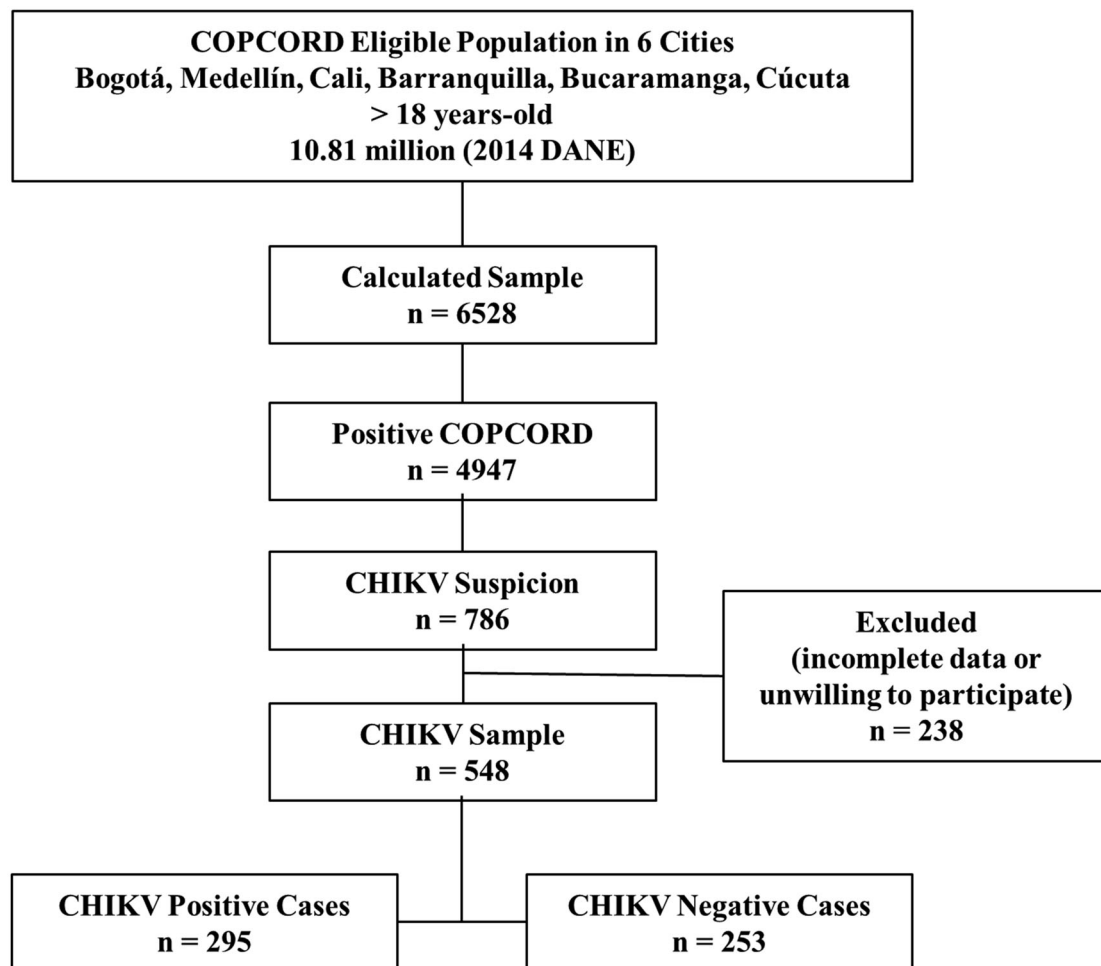 COPCORD Eligible Population in 6 Cities
Bogotá, Medellín, Cali, Barranquilla, Bucaramanga, Cúcuta
> 18 years-old
10.81 million (2014 DANE)
Calculated Sample
n = 6528
Positive COPCORD
n = 4947
CHIKV Suspicion
n = 786
Excluded
(incomplete data or
unwilling to participate)
n = 238
CHIKV Sample
n = 548
CHIKV Positive Cases
n = 295
CHIKV Negative Cases
n = 253